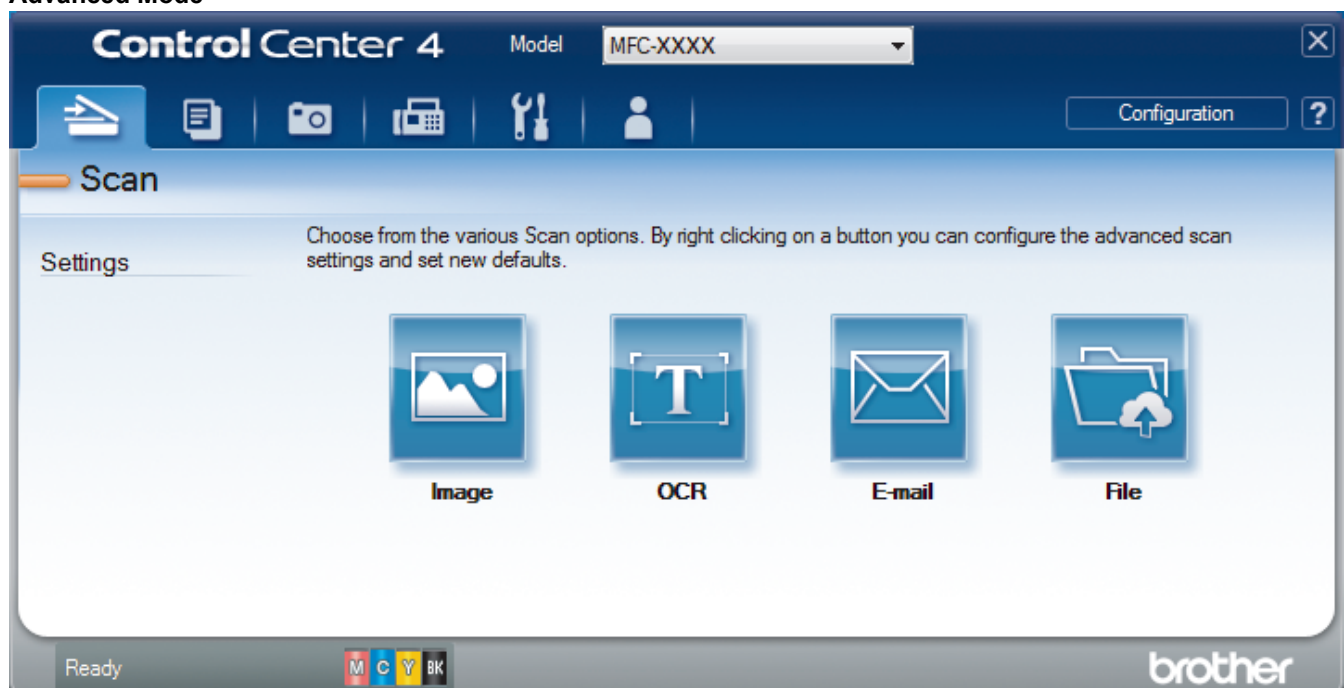 Advanced Mode
Control Center 4 Model MFC-XXXX X
Configuration ?
Scan
Settings
Choose from the various Scan options. By right clicking on a button you can configure the advanced scan
settings and set new defaults.
T
Image OCR E-mail File
Ready M C Y BK brother